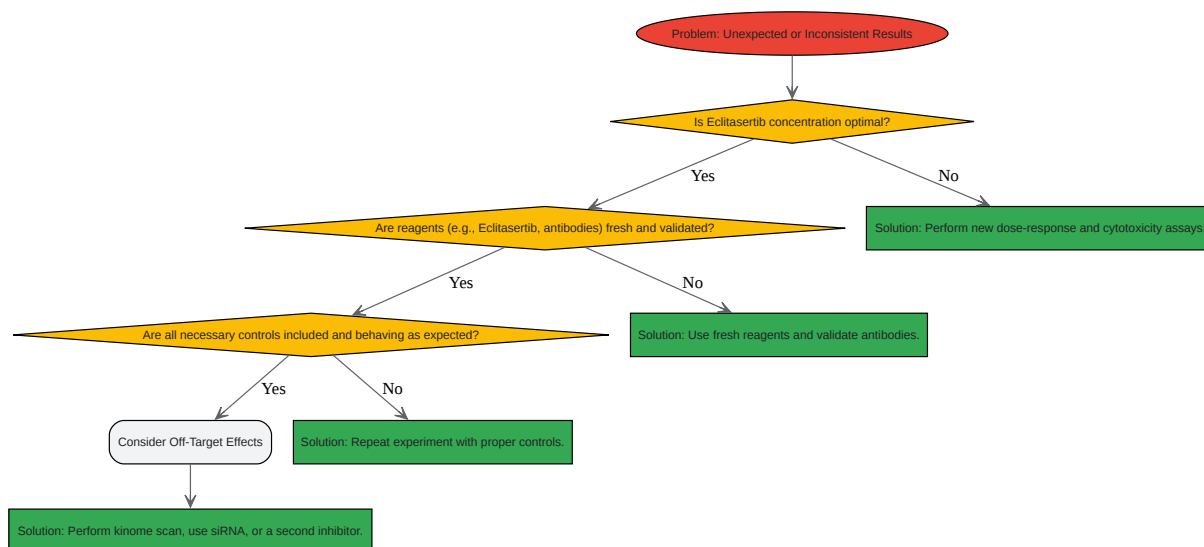 Problem: Unexpected or Inconsistent Results
Is Eclitasertib concentration optimal?
Yes
No
Are reagents (e.g., Eclitasertib, antibodies) fresh and validated?
Solution: Perform new dose-response and cytotoxicity assays.
Yes
No
Are all necessary controls included and behaving as expected?
Solution: Use fresh reagents and validate antibodies.
Yes
No
Consider Off-Target Effects
Solution: Repeat experiment with proper controls.
Solution: Perform kinome scan, use siRNA, or a second inhibitor.